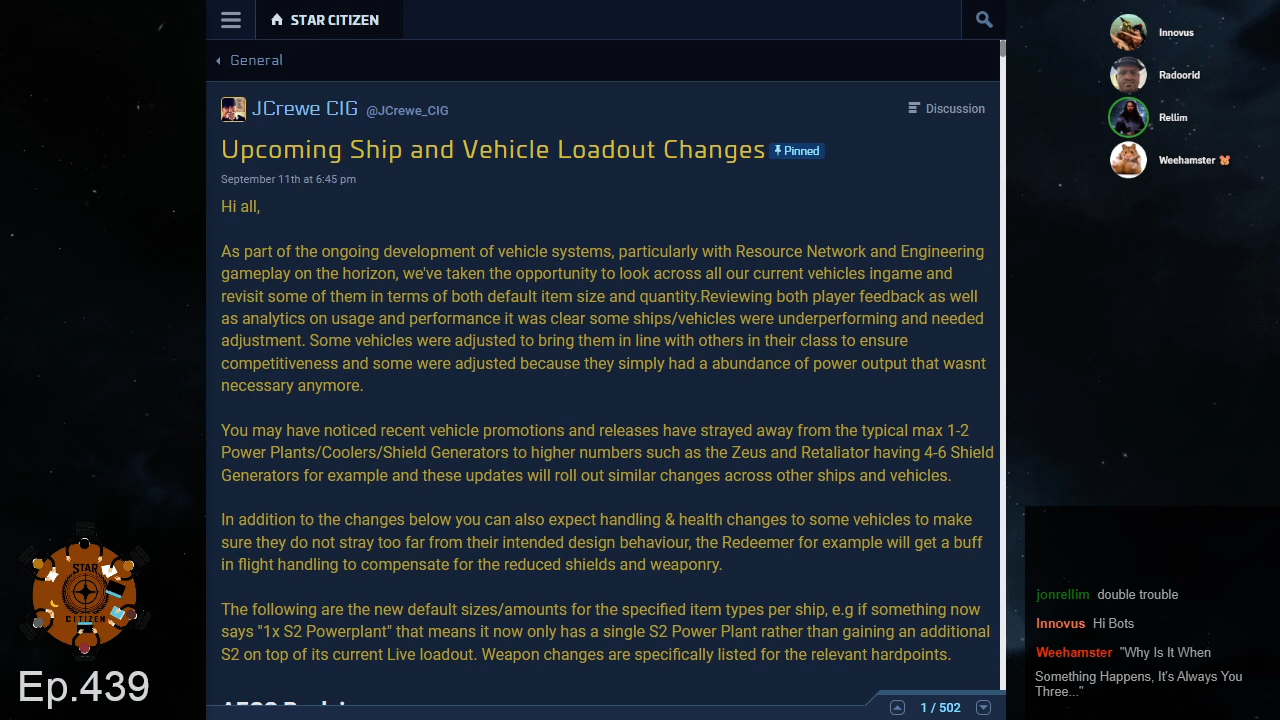 STAR CITIZEN
General
JCrewe CIG @JCrewe_CIG
Discussion
Upcoming Ship and Vehicle Loadout Changes Pinned
September 11th at 6:45 pm
Hi all,
As part of the ongoing development of vehicle systems, particularly with Resource Network and Engineering
gameplay on the horizon, we've taken the opportunity to look across all our current vehicles ingame and
revisit some of them in terms of both default item size and quantity.Reviewing both player feedback as well
as analytics on usage and performance it was clear some ships/vehicles were underperforming and needed
adjustment. Some vehicles were adjusted to bring them in line with others in their class to ensure
competitiveness and some were adjusted because they simply had a abundance of power output that wasnt
necessary anymore.
You may have noticed recent vehicle promotions and releases have strayed away from the typical max 1-2
Power Plants/Coolers/Shield Generators to higher numbers such as the Zeus and Retaliator having 4-6 Shield
Generators for example and these updates will roll out similar changes across other ships and vehicles.
In addition to the changes below you can also expect handling & health changes to some vehicles to make
sure they do not stray too far from their intended design behaviour, the Redeemer for example will get a buff
in flight handling to compensate for the reduced shields and weaponry.
The following are the new default sizes/amounts for the specified item types per ship, e.g if something now
says "1x S2 Powerplant" that means it now only has a single S2 Power Plant rather than gaining an additional
S2 on top of its current Live loadout. Weapon changes are specifically listed for the relevant hardpoints.
1 / 502
Innovus
Radoorid
Rellim
Weehamster
STAR
CITIZEN
Ep.439
jonrellim double trouble
Innovus Hi Bots
Weehamster "Why Is It When
Something Happens, It's Always You
Three..."